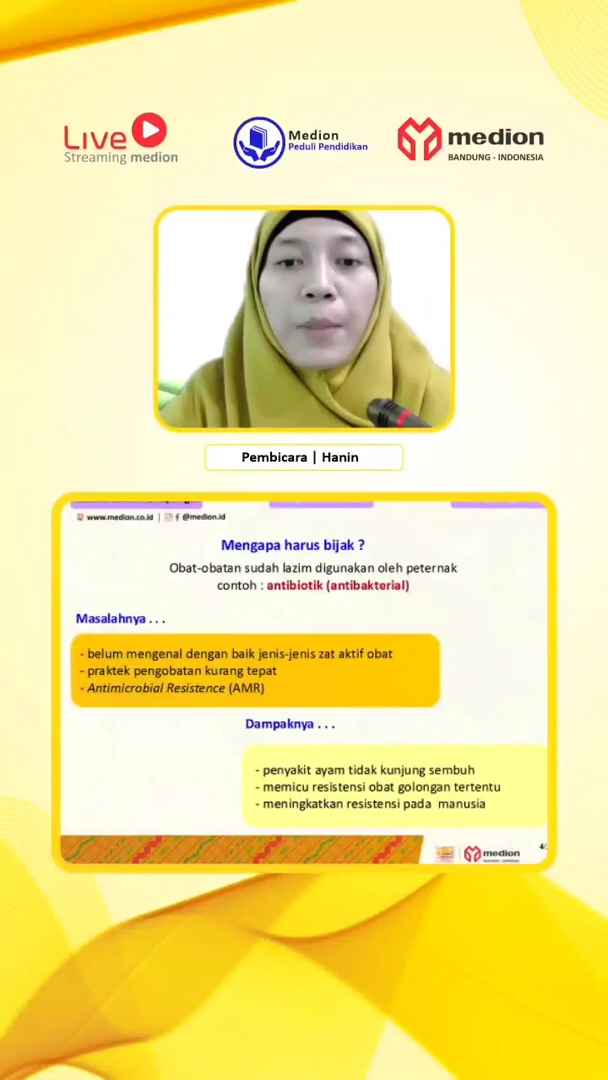 Live
Streaming medion
Medion
Peduli Pendidikan
medion
BANDUNG - INDONESIA
Pembicara | Hanin
www.medion.co.id | @medion.id
Mengapa harus bijak ?
Obat-obatan sudah lazim digunakan oleh peternak
contoh : antibiotik (antibakterial)
Masalahnya . . .
- belum mengenal dengan baik jenis-jenis zat aktif obat
- praktek pengobatan kurang tepat
- Antimicrobial Resistence (AMR)
Dampaknya . . .
- penyakit ayam tidak kunjung sembuh
- memicu resistensi obat golongan tertentu
- meningkatkan resistensi pada manusia
medion